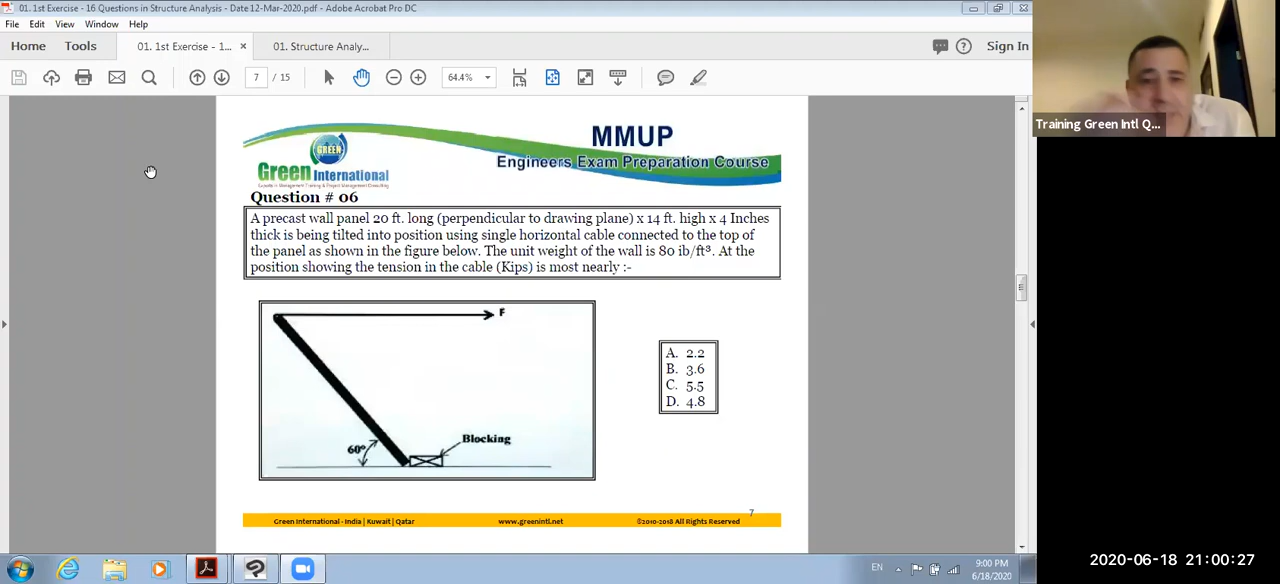 01. 1st Exercise - 16 Questions in Structure Analysis - Date 12-Mar-2020.pdf - Adobe Acrobat Pro DC
File Edit View Window Help
Home Tools 01. 1st Exercise - 1... × 01. Structure Analy... Sign In
7 / 15 64.4%
Training Green Intl Q...
MMUP
Engineers Exam Preparation Course
GREEN
Green International
Question # 06
A precast wall panel 20 ft. long (perpendicular to drawing plane) x 14 ft. high x 4 Inches
thick is being tilted into position using single horizontal cable connected to the top of
the panel as shown in the figure below. The unit weight of the wall is 80 ib/ft³. At the
position showing the tension in the cable (Kips) is most nearly :-
F
60°
Blocking
A. 2.2
B. 3.6
C. 5.5
D. 4.8
7
Green International - India | Kuwait | Qatar www.greenintl.net ©2010-2018 All Rights Reserved
EN 9:00 PM
6/18/2020
2020-06-18 21:00:27